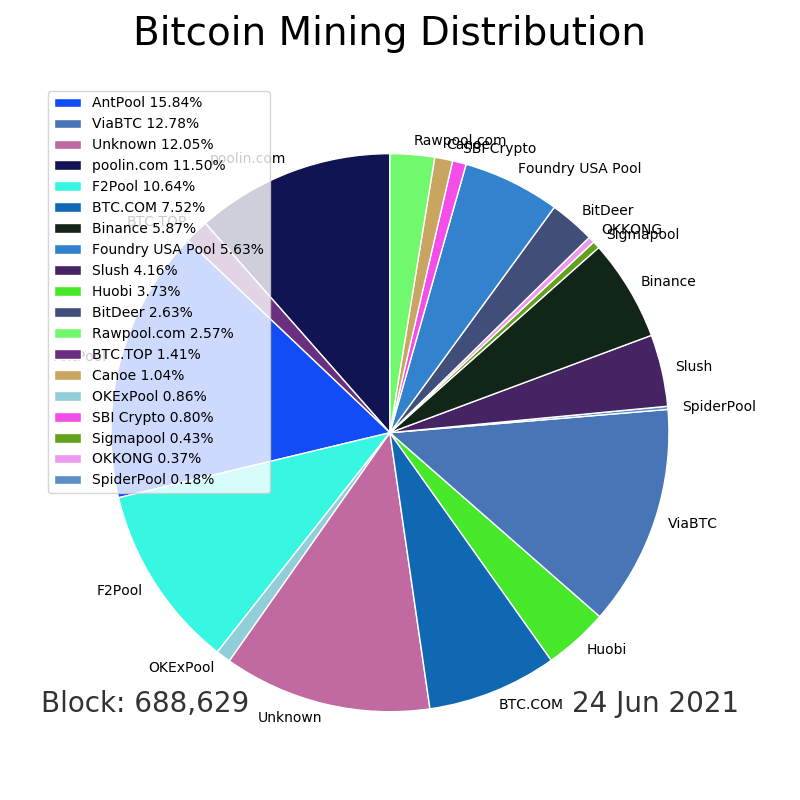 Bitcoin Mining Distribution
AntPool 15.84%
ViaBTC 12.78%
Unknown 12.05%
poolin.com 11.50%
F2Pool 10.64%
BTC.COM 7.52%
Binance 5.87%
Foundry USA Pool 5.63%
Slush 4.16%
Huobi 3.73%
BitDeer 2.63%
Rawpool.com 2.57%
BTC.TOP 1.41%
Canoe 1.04%
OKExPool 0.86%
SBI Crypto 0.80%
Sigmapool 0.43%
OKKONG 0.37%
SpiderPool 0.18%
Rawpool.com
Canoe
SBI Crypto
poolin.com
Foundry USA Pool
BitDeer
BTC.TOP
OKKONG
Sigmapool
Binance
Slush
SpiderPool
ViaBTC
F2Pool
Huobi
OKExPool
BTC.COM
Unknown
Block: 688,629
24 Jun 2021